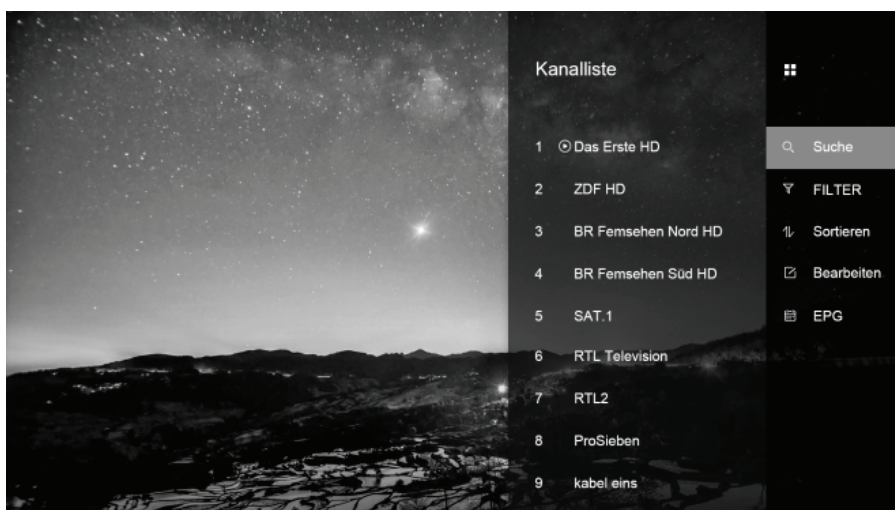 Kanalliste
1 Das Erste HD
2 ZDF HD
3 BR Femsehen Nord HD
4 BR Femsehen Süd HD
5 SAT.1
6 RTL Television
7 RTL2
8 ProSieben
9 kabel eins
Suche
FILTER
Sortieren
Bearbeiten
EPG